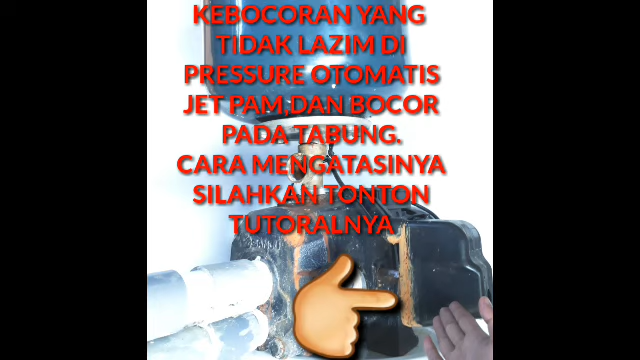 KEBOCORAN YANG
TIDAK LAZIM DI
PRESSURE OTOMATIS
JET PAM,DAN BOCOR
PADA TABUNG.
CARA MENGATASINYA
SILAHKAN TONTON
TUTORALNYA